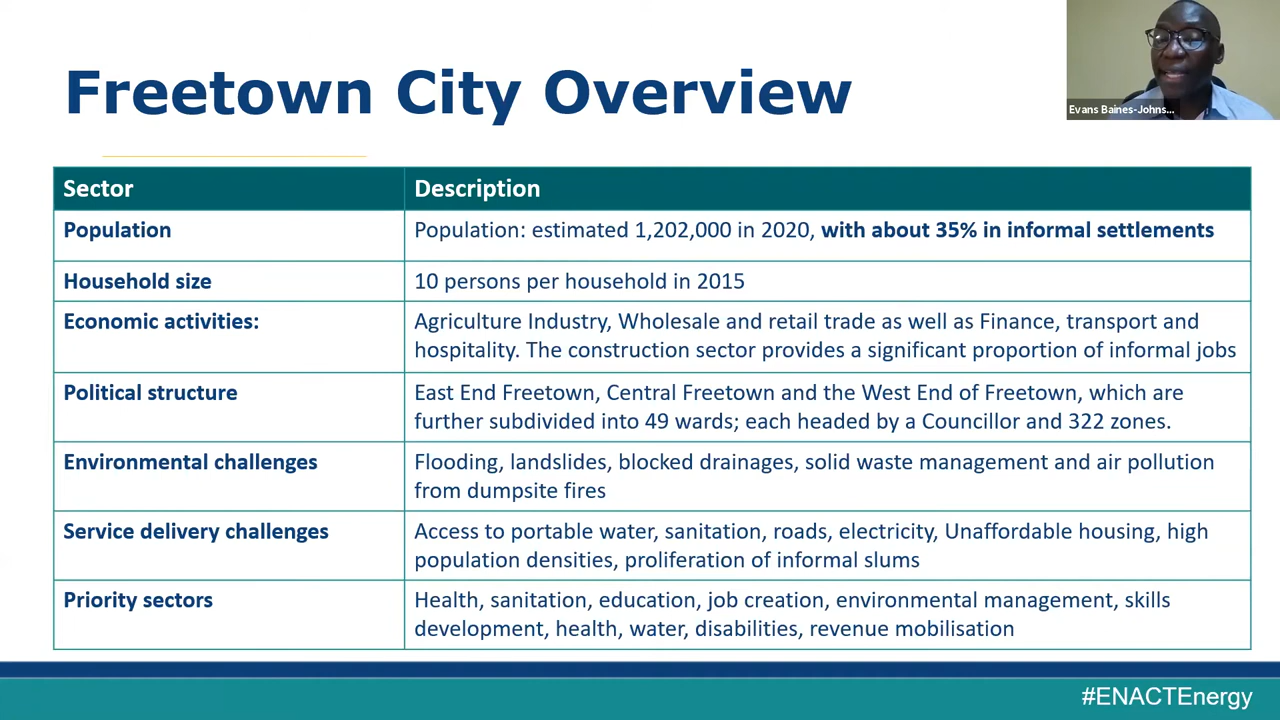 Freetown City Overview
Evans Baines-Johns...
Sector Description
Population Population: estimated 1,202,000 in 2020, with about 35% in informal settlements
Household size 10 persons per household in 2015
Economic activities: Agriculture Industry, Wholesale and retail trade as well as Finance, transport and
hospitality. The construction sector provides a significant proportion of informal jobs
Political structure East End Freetown, Central Freetown and the West End of Freetown, which are
further subdivided into 49 wards; each headed by a Councillor and 322 zones.
Environmental challenges Flooding, landslides, blocked drainages, solid waste management and air pollution
from dumpsite fires
Service delivery challenges Access to portable water, sanitation, roads, electricity, Unaffordable housing, high
population densities, proliferation of informal slums
Priority sectors Health, sanitation, education, job creation, environmental management, skills
development, health, water, disabilities, revenue mobilisation
#ENACTEnergy